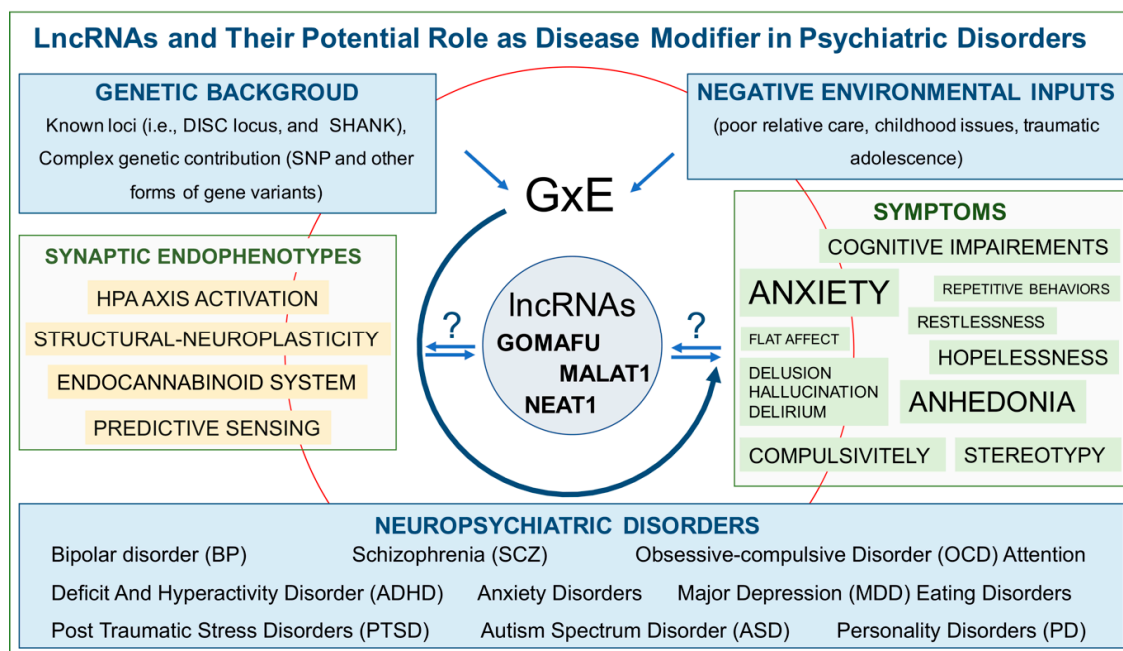 LncRNAs and Their Potential Role as Disease Modifier in Psychiatric Disorders
GENETIC BACKGROUD
Known loci (i.e., DISC locus, and SHANK),
Complex genetic contribution (SNP and other
forms of gene variants)
NEGATIVE ENVIRONMENTAL INPUTS
(poor relative care, childhood issues, traumatic
adolescence)
GxE
SYNAPTIC ENDOPHENOTYPES
HPA AXIS ACTIVATION
STRUCTURAL-NEUROPLASTICITY
ENDOCANNABINOID SYSTEM
PREDICTIVE SENSING
?
lncRNAs
GOMAFU
MALAT1
NEAT1
?
SYMPTOMS
COGNITIVE IMPAIREMENTS
ANXIETY
REPETITIVE BEHAVIORS
RESTLESSNESS
FLAT AFFECT
HOPELESSNESS
DELUSION
HALLUCINATION
DELIRIUM
ANHEDONIA
COMPULSIVITELY
STEREOTYPY
NEUROPSYCHIATRIC DISORDERS
Bipolar disorder (BP) Schizophrenia (SCZ) Obsessive-compulsive Disorder (OCD) Attention
Deficit And Hyperactivity Disorder (ADHD) Anxiety Disorders Major Depression (MDD) Eating Disorders
Post Traumatic Stress Disorders (PTSD) Autism Spectrum Disorder (ASD) Personality Disorders (PD)